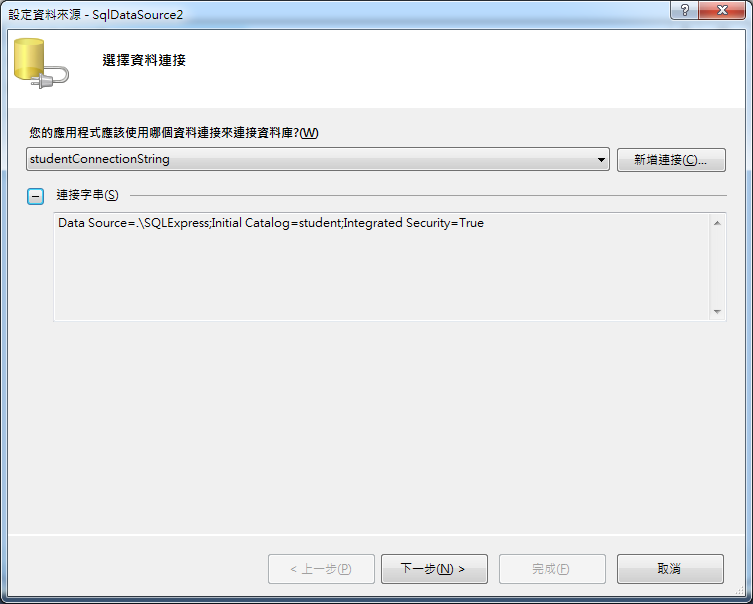 設定資料來源 - SqlDataSource2
選擇資料連接
您的應用程式應該使用哪個資料連接來連接資料庫?(W)
studentConnectionString
新增連接(C)...
連接字串(S)
Data Source=.\SQLExpress;Initial Catalog=student;Integrated Security=True
< 上一步(P)
下一步(N) >
完成(F)
取消